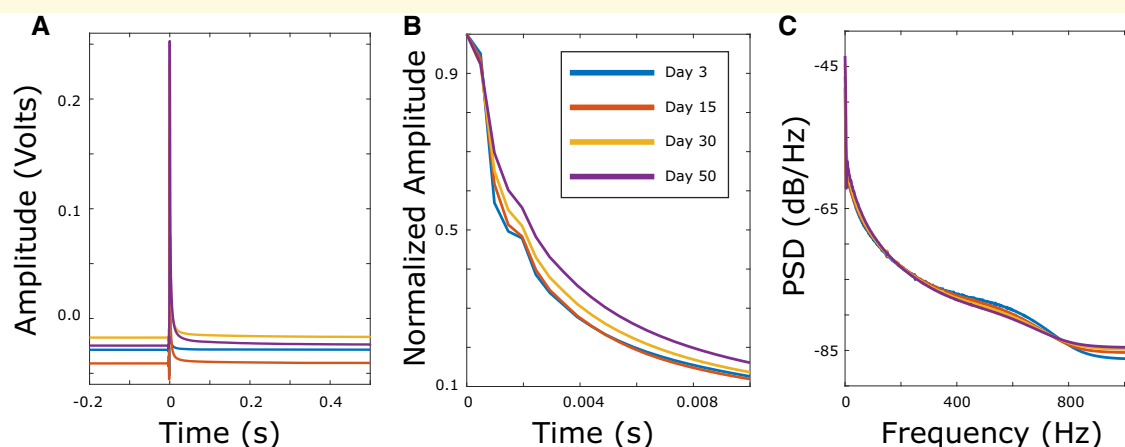 A
Amplitude (Volts)
0.2
0.1
0.0
-0.2
0
0.2
0.4
Time (s)
B
Normalized Amplitude
0.9
0.5
0.1
0
0.004
0.008
Time (s)
Day 3
Day 15
Day 30
Day 50
C
PSD (dB/Hz)
-45
-65
-85
0
400
800
Frequency (Hz)